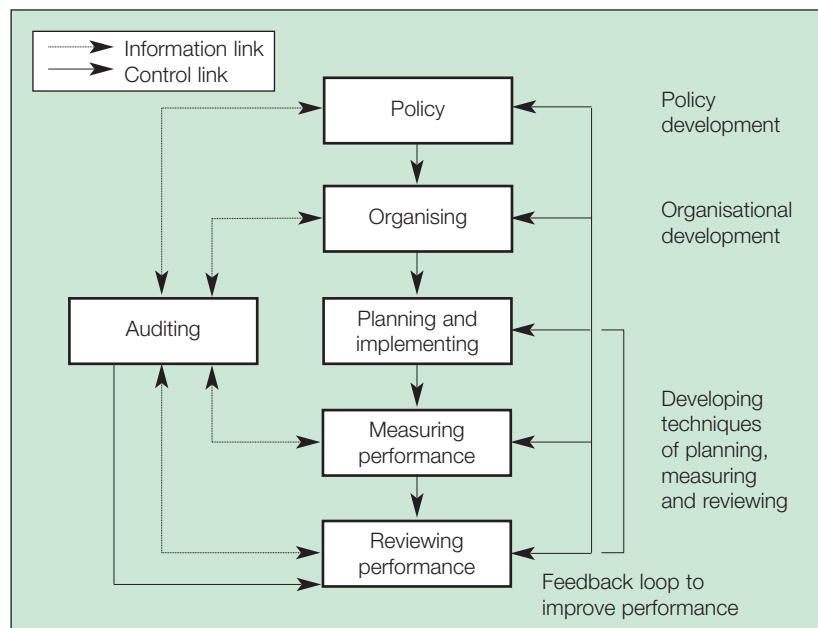 Information link
Control link
Policy
Policy
development
Organising
Organisational
development
Auditing
Planning and
implementing
Measuring
performance
Developing
techniques
of planning,
measuring
and reviewing
Reviewing
performance
Feedback loop to
improve performance